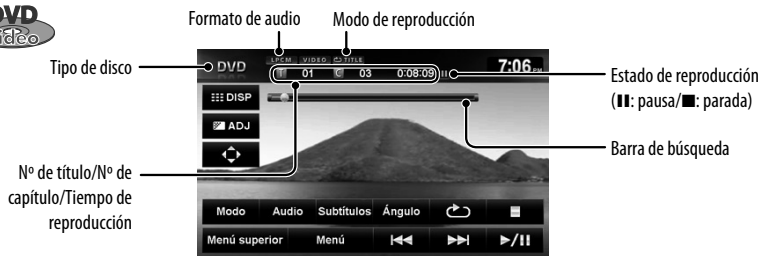 DVD
Video
Formato de audio
Modo de reproducción
Tipo de disco
DVD
LPCM VIDEO TITLE
T 01 C 03 0:08:09
7:06 PM
Estado de reproducción
(⏸: pausa/■: parada)
DISP
ADJ
Barra de búsqueda
Nº de título/Nº de
capítulo/Tiempo de
reproducción
Modo Audio Subtítulos Ángulo
Menú superior Menú